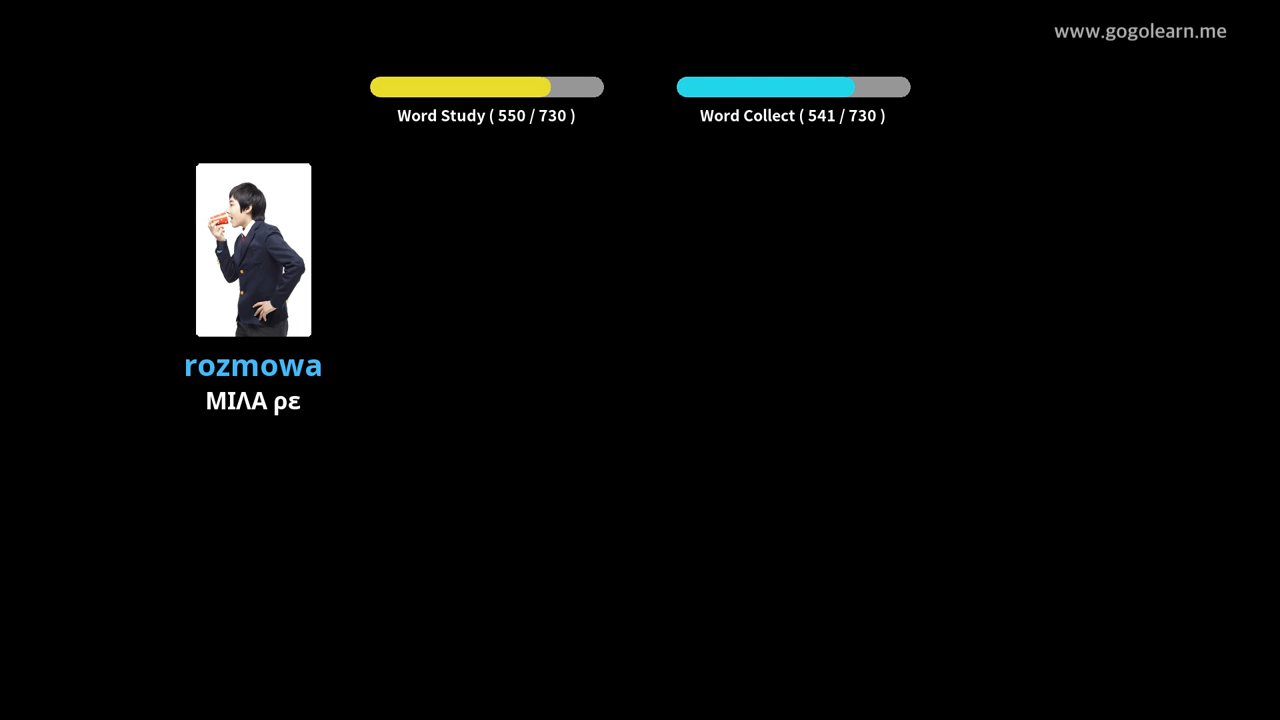 www.gogolearn.me
Word Study ( 550 / 730 )
Word Collect ( 541 / 730 )
rozmowa
ΜΙΛΑ ρε